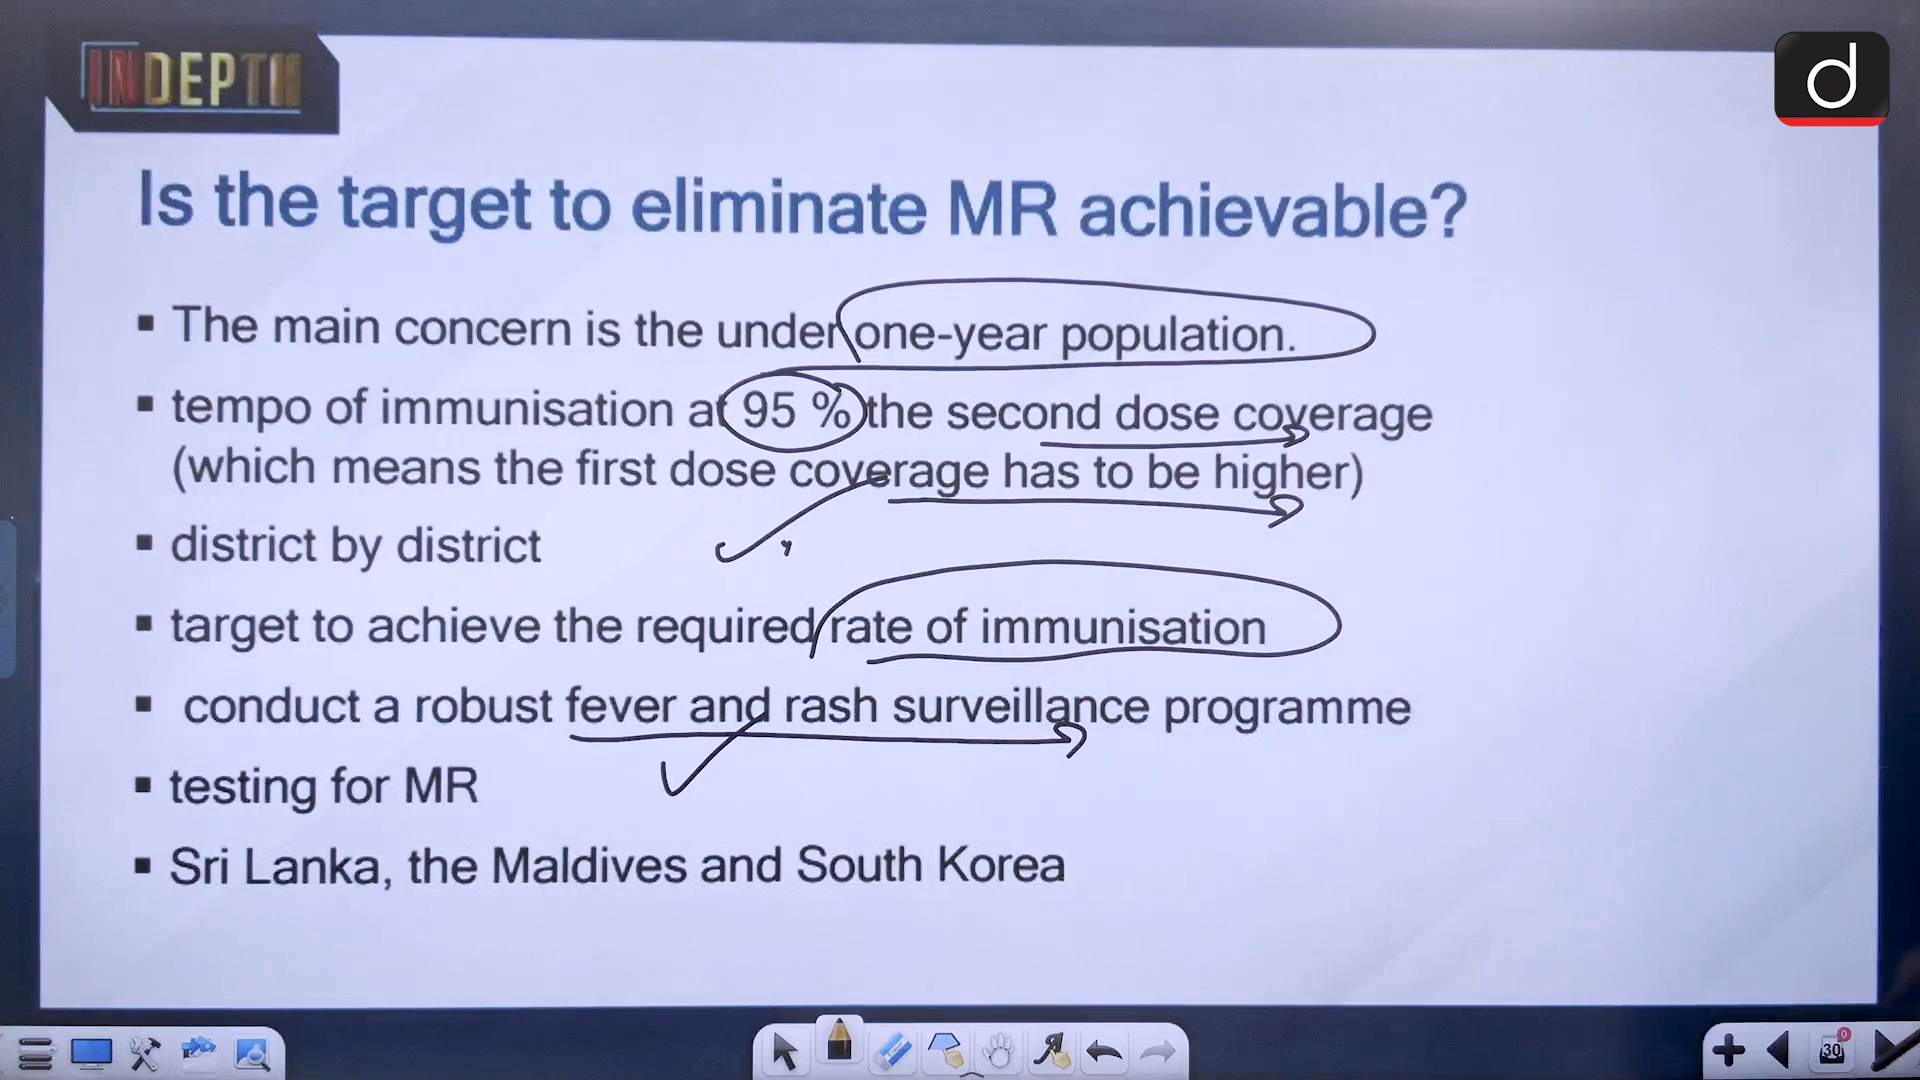 INDEPTH
d
Is the target to eliminate MR achievable?
▪ The main concern is the under one-year population.
▪ tempo of immunisation at 95 % the second dose coverage
(which means the first dose coverage has to be higher)
▪ district by district
▪ target to achieve the required rate of immunisation
▪ conduct a robust fever and rash surveillance programme
▪ testing for MR
▪ Sri Lanka, the Maldives and South Korea
30
0